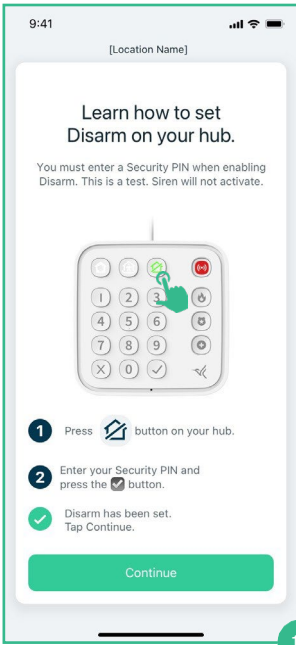 9:41
[Location Name]
Learn how to set
Disarm on your hub.
You must enter a Security PIN when enabling
Disarm. This is a test. Siren will not activate.
1 2 3
4 5 6
7 8 9
X 0 ✓
1 Press button on your hub.
2 Enter your Security PIN and
press the ✓ button.
Disarm has been set.
Tap Continue.
Continue